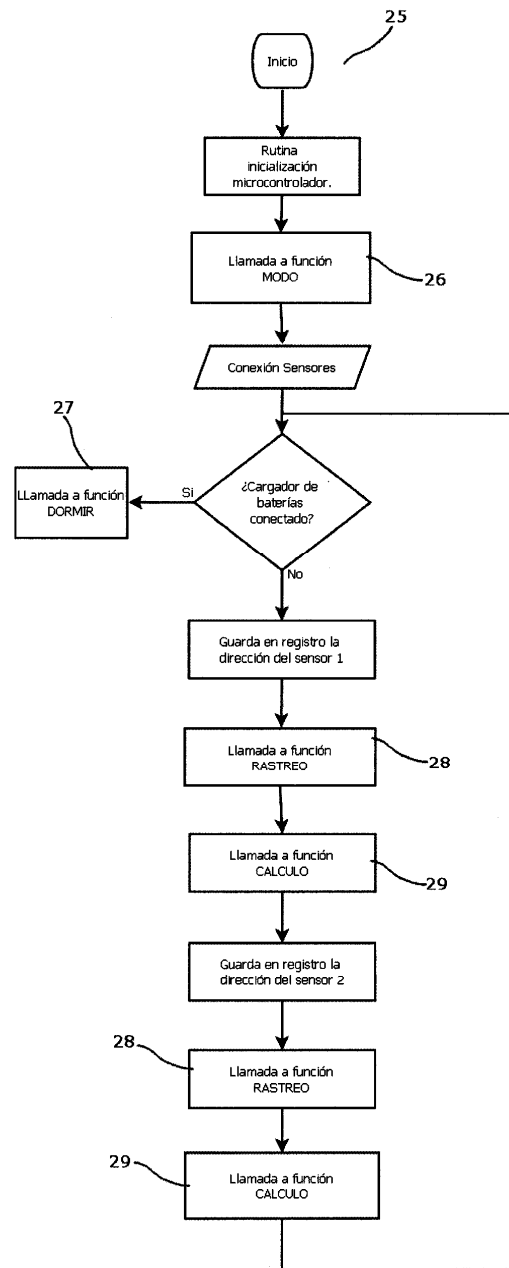 25
Inicio
Rutina
inicialización
microcontrolador.
Llamada a función
MODO
26
Conexión Sensores
27
LLamada a función
DORMIR
Si
¿Cargador de
baterías
conectado?
No
Guarda en registro la
dirección del sensor 1
Llamada a función
RASTREO
28
Llamada a función
CALCULO
29
Guarda en registro la
dirección del sensor 2
28
Llamada a función
RASTREO
29
Llamada a función
CALCULO